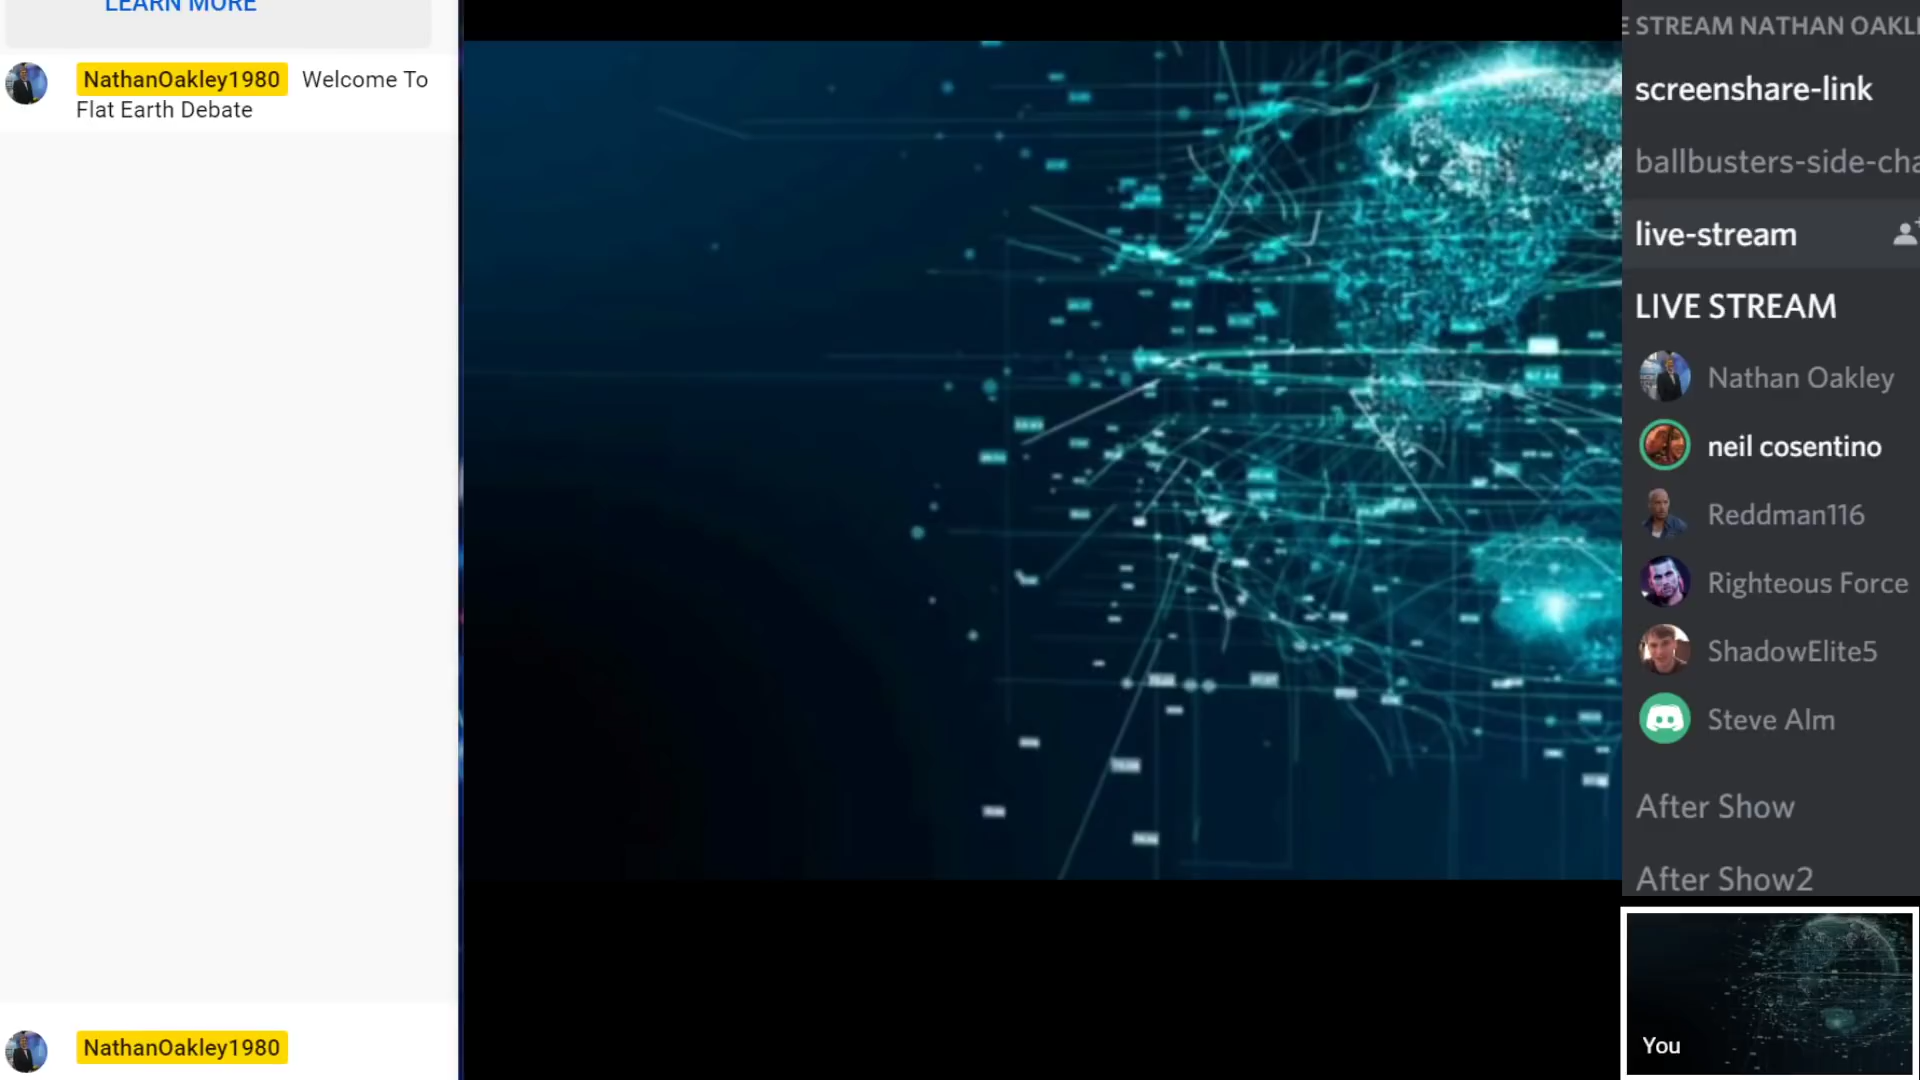 LEARN MORE
NathanOakley1980 Welcome To
Flat Earth Debate
NathanOakley1980
STREAM NATHAN OAKL
screenshare-link
ballbusters-side-cha
live-stream
LIVE STREAM
Nathan Oakley
neil cosentino
Reddman116
Righteous Force
ShadowElite5
Steve Alm
After Show
After Show2
You